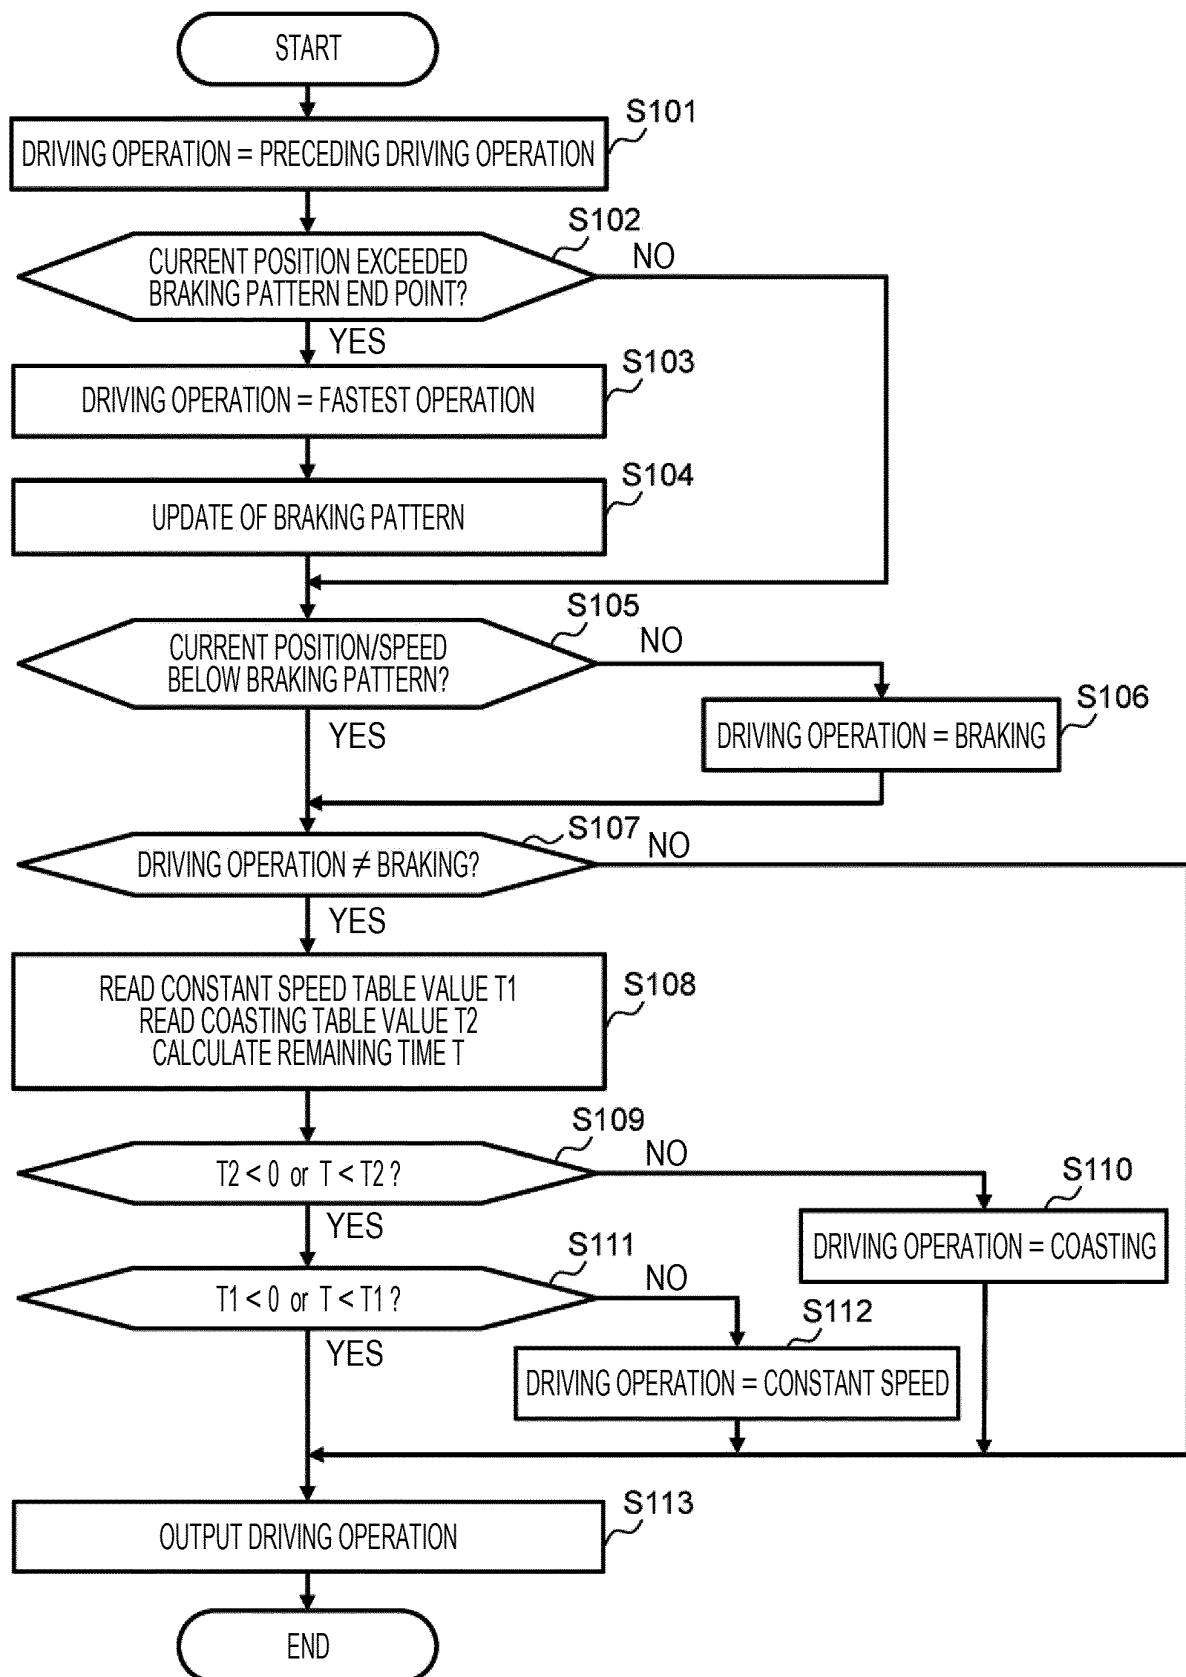 START
S101
DRIVING OPERATION = PRECEDING DRIVING OPERATION
S102
CURRENT POSITION EXCEEDED
BRAKING PATTERN END POINT?
NO
YES
S103
DRIVING OPERATION = FASTEST OPERATION
S104
UPDATE OF BRAKING PATTERN
S105
CURRENT POSITION/SPEED
BELOW BRAKING PATTERN?
NO
YES
S106
DRIVING OPERATION = BRAKING
S107
DRIVING OPERATION ≠ BRAKING?
NO
YES
S108
READ CONSTANT SPEED TABLE VALUE T1
READ COASTING TABLE VALUE T2
CALCULATE REMAINING TIME T
S109
T2 < 0 or T < T2 ?
NO
YES
S110
DRIVING OPERATION = COASTING
S111
T1 < 0 or T < T1 ?
NO
YES
S112
DRIVING OPERATION = CONSTANT SPEED
S113
OUTPUT DRIVING OPERATION
END